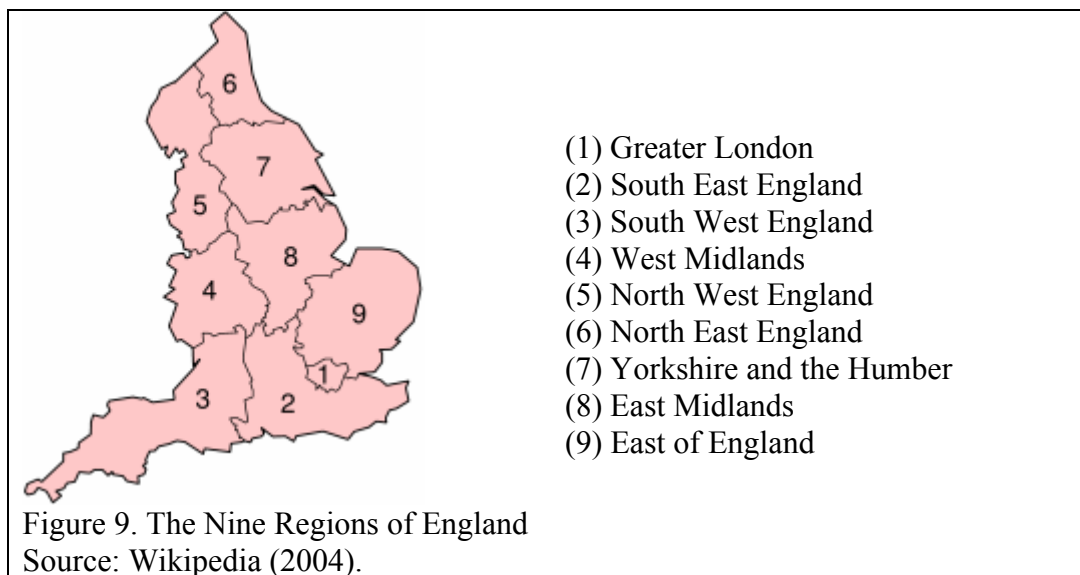 6
7
5
8
4
9
1
3
2
(1) Greater London
(2) South East England
(3) South West England
(4) West Midlands
(5) North West England
(6) North East England
(7) Yorkshire and the Humber
(8) East Midlands
(9) East of England
Figure 9. The Nine Regions of England
Source: Wikipedia (2004).